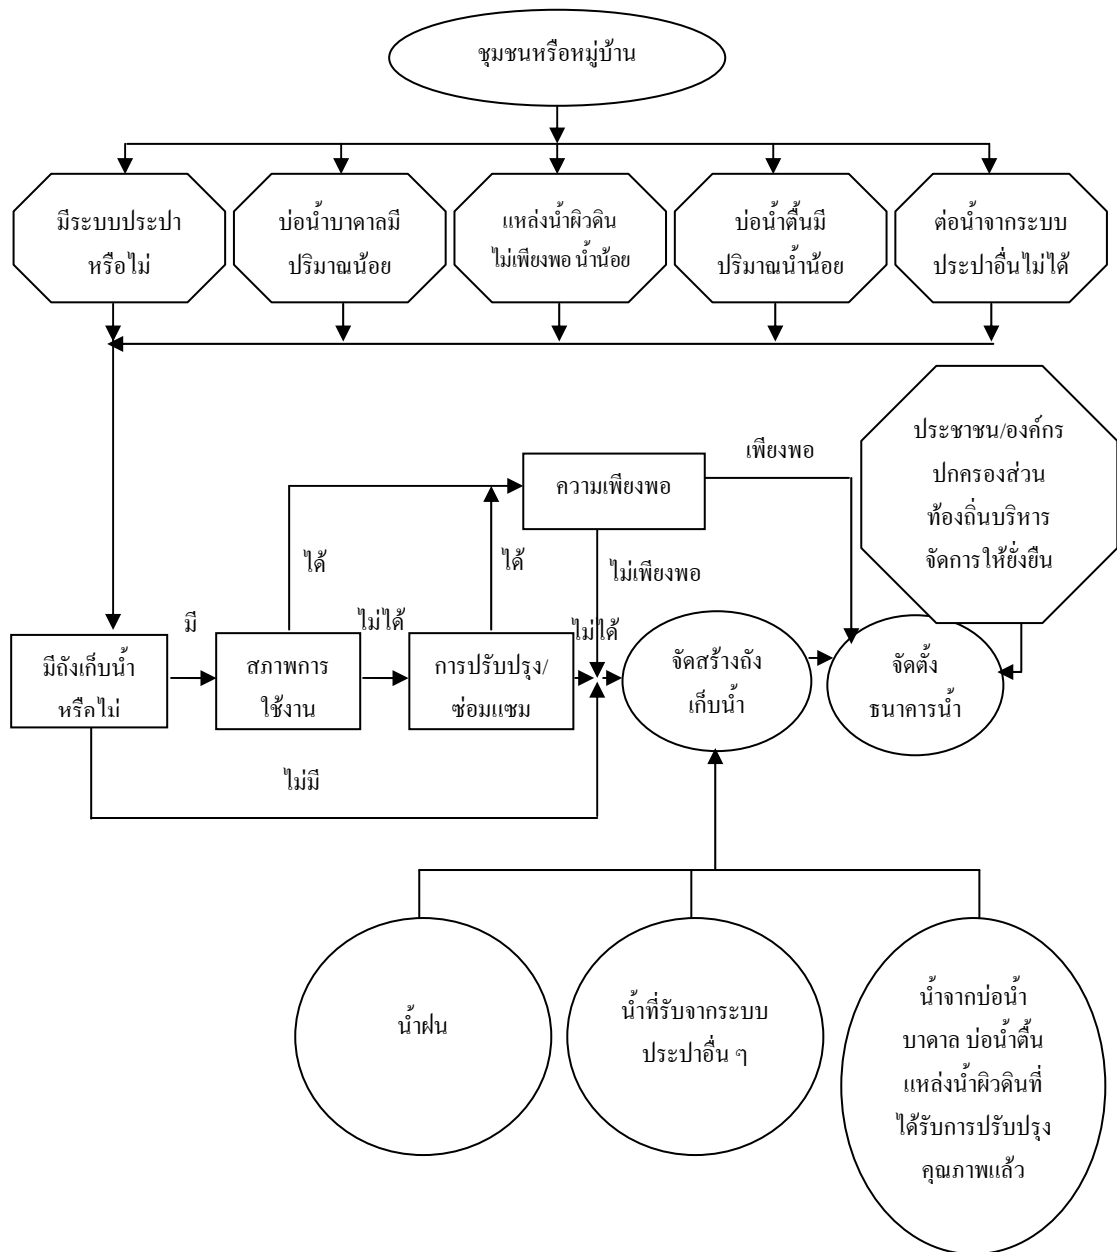 ชุมชนหรือหมู่บ้าน
มีระบบประปา
หรือไม่
บ่อน้ำบาดาลมี
ปริมาณน้อย
แหล่งน้ำผิวดิน
ไม่เพียงพอ น้ำน้อย
บ่อน้ำตื้นมี
ปริมาณน้ำน้อย
ต่อน้ำจากระบบ
ประปาอื่นไม่ได้
ประชาชน/องค์กร
ปกครองส่วน
ท้องถิ่นบริหาร
จัดการให้ยั่งยืน
เพียงพอ
ความเพียงพอ
ได้
ได้
ไม่เพียงพอ
มี
ไม่ได้
ไม่ได้
มีถังเก็บน้ำ
หรือไม่
สภาพการ
ใช้งาน
การปรับปรุง/
ซ่อมแซม
จัดสร้างถัง
เก็บน้ำ
จัดตั้ง
ธนาคารน้ำ
ไม่มี
น้ำฝน
น้ำที่รับจากระบบ
ประปาอื่น ๆ
น้ำจากบ่อน้ำ
บาดาล บ่อน้ำตื้น
แหล่งน้ำผิวดินที่
ได้รับการปรับปรุง
คุณภาพแล้ว